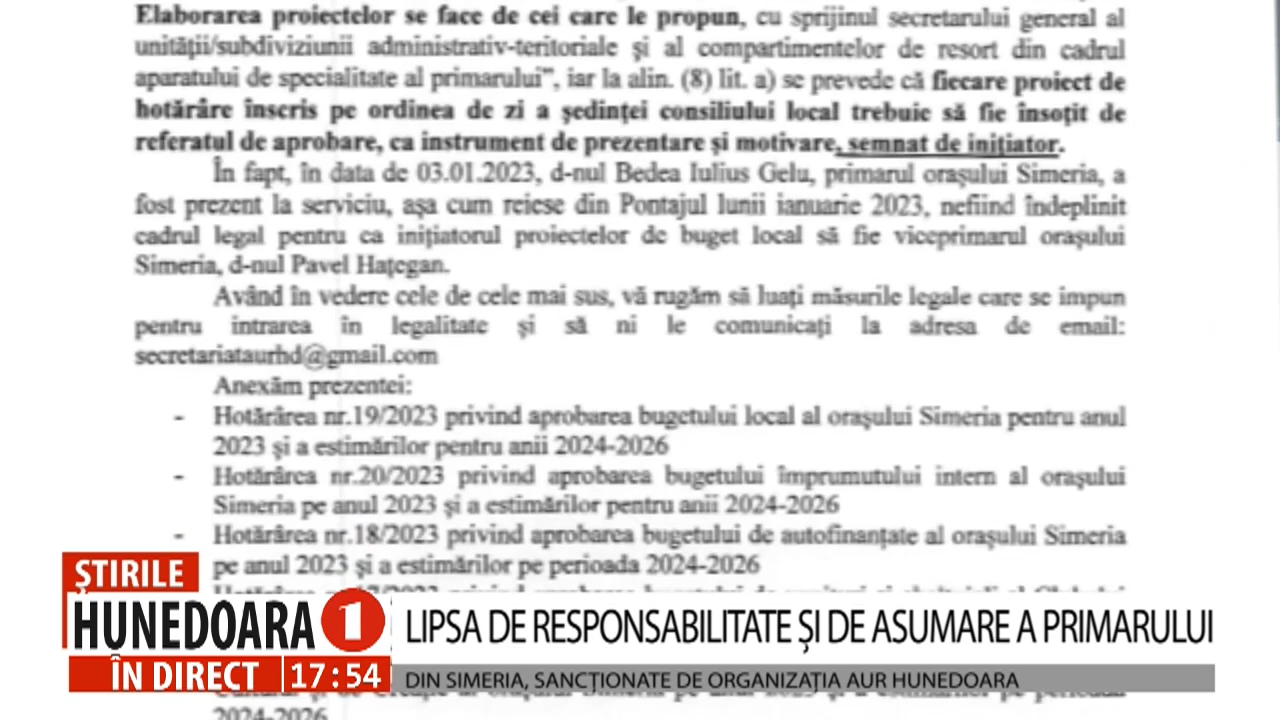 Elaborarea proiectelor se face de cei care le propun, cu sprijinul secretarului general al
unității/subdiviziunii administrativ-teritoriale și al compartimentelor de resort din cadrul
aparatului de specialitate al primarului”, iar la alin. (8) lit. a) se prevede că fiecare proiect de
hotărâre înscris pe ordinea de zi a ședinței consiliului local trebuie să fie însoțit de
referatul de aprobare, ca instrument de prezentare și motivare, semnat de inițiator.
În fapt, în data de 03.01.2023, d-nul Bedea Iulius Gelu, primarul orașului Simeria, a
fost prezent la serviciu, așa cum reiese din Pontajul lunii ianuarie 2023, nefiind îndeplinit
cadrul legal pentru ca inițiatorul proiectelor de buget local să fie viceprimarul orașului
Simeria, d-nul Pavel Hațegan.
Având în vedere cele de cele mai sus, vă rugăm să luați măsurile legale care se impun
pentru intrarea în legalitate și să ni le comunicați la adresa de email:
secretariataurhd@gmail.com
Anexăm prezentei:
- Hotărârea nr.19/2023 privind aprobarea bugetului local al orașului Simeria pentru anul
2023 și a estimărilor pentru anii 2024-2026
- Hotărârea nr.20/2023 privind aprobarea bugetului împrumutului intern al orașului
Simeria pe anul 2023 și a estimărilor pentru anii 2024-2026
- Hotărârea nr.18/2023 privind aprobarea bugetului de autofinanțate al orașului Simeria
pe anul 2023 și a estimărilor pe perioada 2024-2026
ȘTIRILE
HUNEDOARA 1
ÎN DIRECT 17:54
LIPSA DE RESPONSABILITATE ȘI DE ASUMARE A PRIMARULUI
DIN SIMERIA, SANCȚIONATE DE ORGANIZAȚIA AUR HUNEDOARA
2024-2026